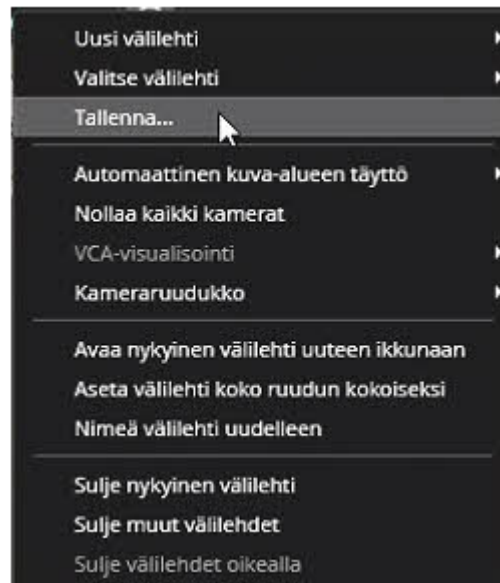 Uusi välilehti
Valitse välilehti
Tallenna...
Automaattinen kuva-alueen täyttö
Nollaa kaikki kamerat
VCA-visualisointi
Kameraruudukko
Avaa nykyinen välilehti uuteen ikkunaan
Aseta välilehti koko ruudun kokoiseksi
Nimeä välilehti uudelleen
Sulje nykyinen välilehti
Sulje muut välilehdet
Sulje välilehdet oikealla